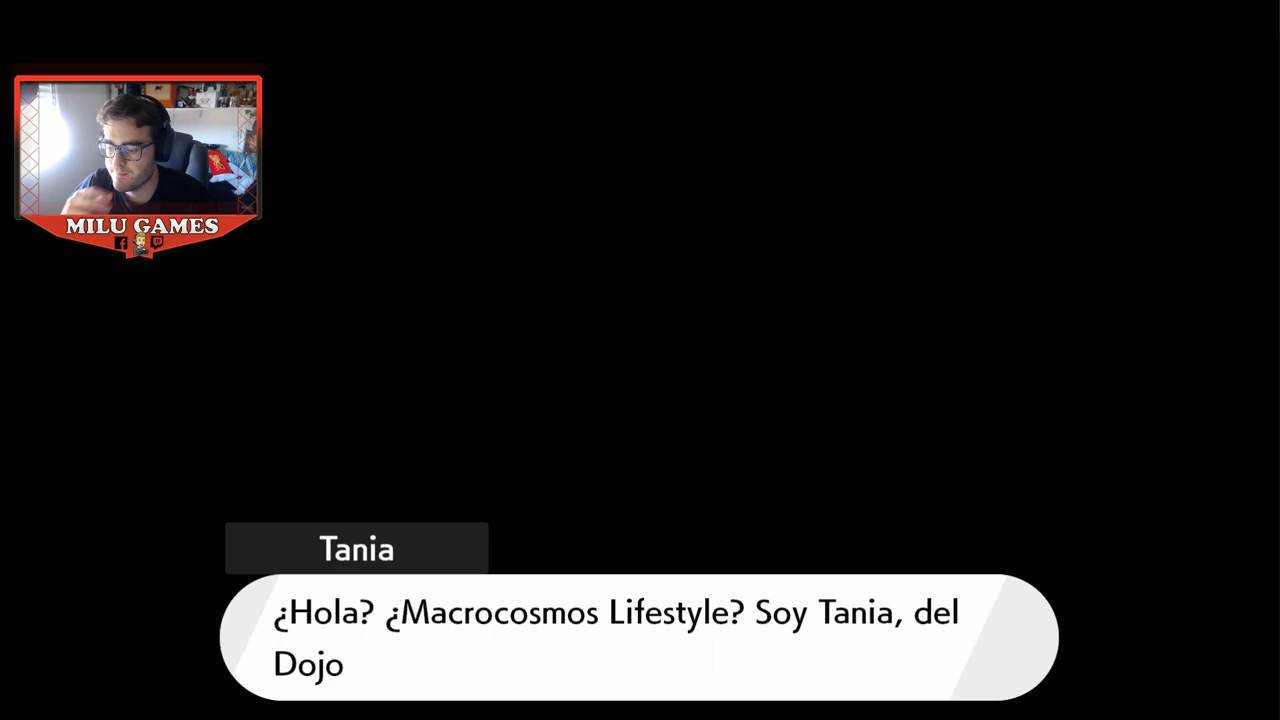 MILU GAMES
Tania
¿Hola? ¿Macrocosmos Lifestyle? Soy Tania, del
Dojo